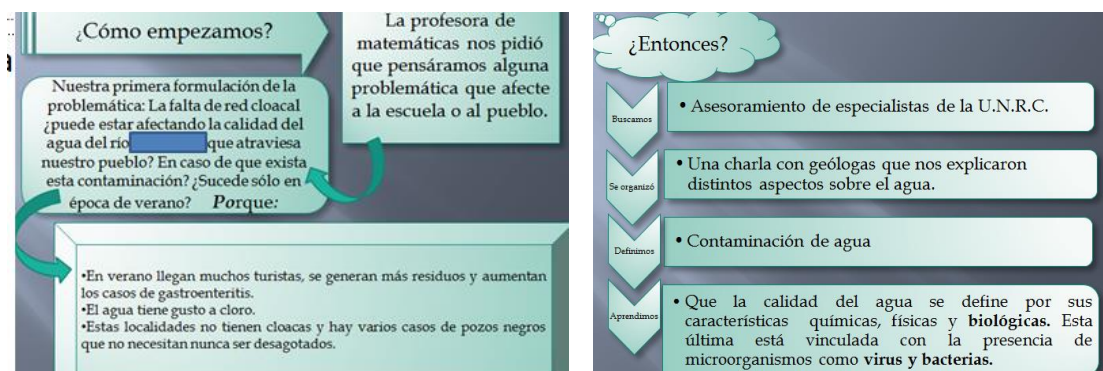 ¿Cómo empezamos?
La profesora de
matemáticas nos pidió
que pensáramos alguna
problemática que afecte
a la escuela o al pueblo.
Nuestra primera formulación de la
problemática: La falta de red cloacal
¿puede estar afectando la calidad del
agua del río que atraviesa
nuestro pueblo? En caso de que exista
esta contaminación? ¿Sucede sólo en
época de verano? Porque:
•En verano llegan muchos turistas, se generan más residuos y aumentan
los casos de gastroenteritis.
•El agua tiene gusto a cloro.
•Estas localidades no tienen cloacas y hay varios casos de pozos negros
que no necesitan nunca ser desagotados.
¿Entonces?
Buscamos
• Asesoramiento de especialistas de la U.N.R.C.
Se organizó
• Una charla con geólogas que nos explicaron
distintos aspectos sobre el agua.
Definimos
• Contaminación de agua
Aprendimos
• Que la calidad del agua se define por sus
características químicas, físicas y biológicas. Esta
última está vinculada con la presencia de
microorganismos como virus y bacterias.